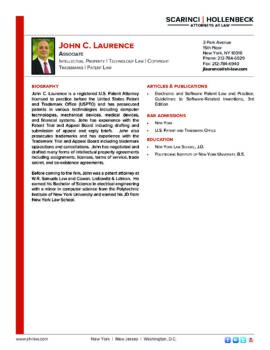 SCARINCI | HOLLENBECK
ATTORNEYS AT LAW
JOHN C. LAURENCE
ASSOCIATE
INTELLECTUAL PROPERTY | TECHNOLOGY LAW | COPYRIGHT
TRADEMARKS | PATENT LAW
3 Park Avenue
15th Floor
New York, NY 10016
Phone: 212-784-6929
Fax: 212-784-6940
jlaurence@sh-law.com
BIOGRAPHY
John C. Laurence is a registered U.S. Patent Attorney
licensed to practice before the United States Patent
and Trademark Office (USPTO) and has prosecuted
patents in various technologies including computer
technologies, mechanical devices, medical devices,
and financial systems. John has experience with the
Patent Trial and Appeal Board including drafting and
submission of appeal and reply briefs. John also
prosecutes trademarks and has experience with the
Trademark Trial and Appeal Board including trademark
oppositions and cancellations. John has negotiated and
drafted many forms of intellectual property agreements
including assignments, licenses, terms of service, trade
secret, and co-existence agreements.
Before coming to the firm, John was a patent attorney at
W.R. Samuels Law and Cowan, Liebowitz & Latman. He
earned his Bachelor of Science in electrical engineering
with a minor in computer science from the Polytechnic
Institute of New York University and earned his JD from
New York Law School.
ARTICLES & PUBLICATIONS
• Electronic and Software Patent Law and Practice,
Guidelines to Software-Related Inventions, 3rd
Edition
BAR ADMISSIONS
• NEW YORK
• U.S. PATENT AND TRADEMARK OFFICE
EDUCATION
• NEW YORK LAW SCHOOL, J.D.
• POLYTECHNIC INSTITUTE OF NEW YORK UNIVERSITY, B.S.
www.sh-law.com
New York | New Jersey | Washington, D.C.